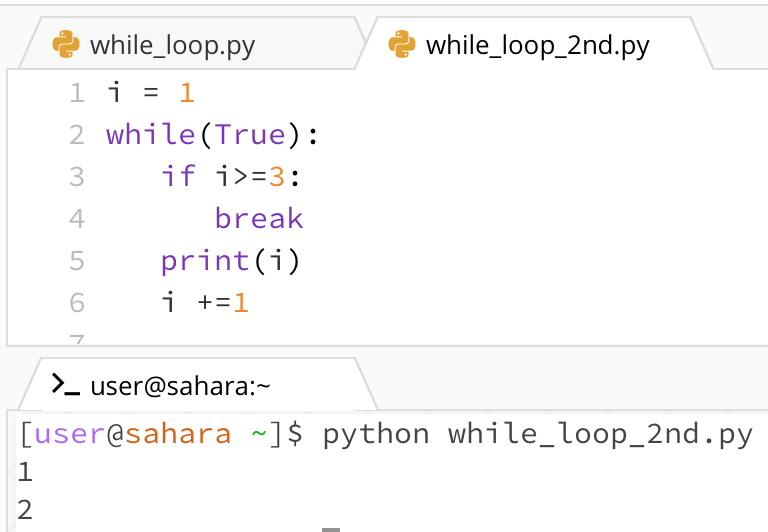 while_loop.py while_loop_2nd.py
1 i = 1
2 while(True):
3    if i>=3:
4       break
5    print(i)
6    i +=1
7
user@sahara:~
[user@sahara ~]$ python while_loop_2nd.py
1
2